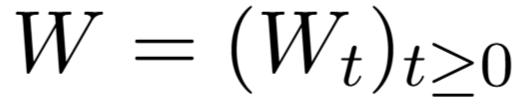 W = (W_t)_{t≥0}